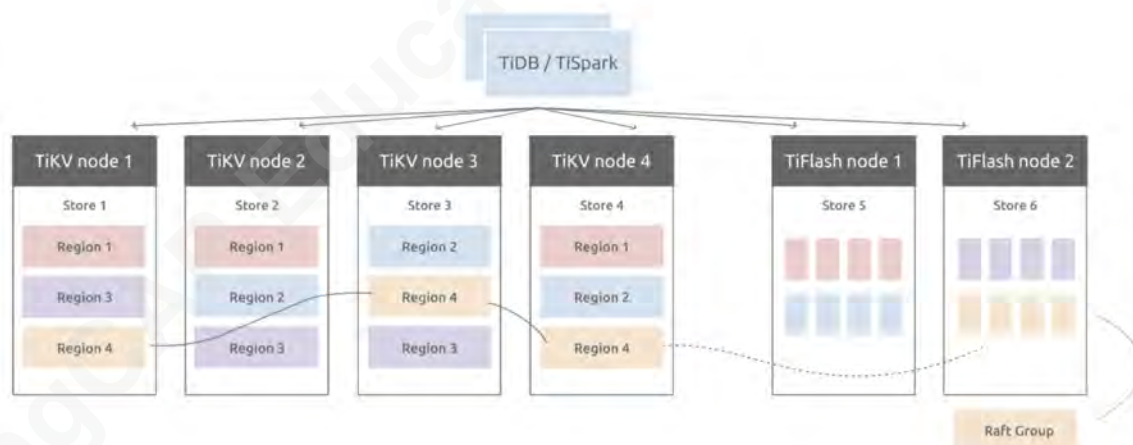 TiDB / TiSpark
TiKV node 1
TiKV node 2
TiKV node 3
TiKV node 4
TiFlash node 1
TiFlash node 2
Store 1
Store 2
Store 3
Store 4
Store 5
Store 6
Region 1
Region 1
Region 2
Region 1
Region 3
Region 2
Region 4
Region 2
Region 4
Region 3
Region 3
Region 4
Raft Group